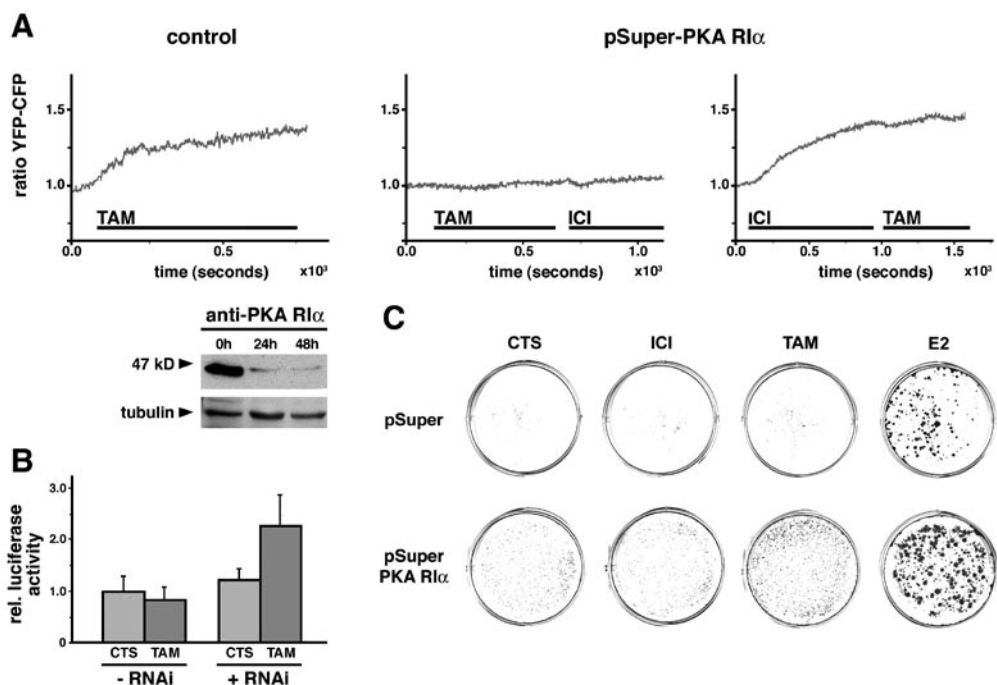 A
control
pSuper-PKA RIα
ratio YFP-CFP
1.5
1.0
TAM
0.0
0.5
time (seconds)
x10³
1.5
1.0
TAM
ICI
0.0
0.5
1.0
time (seconds)
x10³
1.5
1.0
ICI
TAM
0.0
0.5
1.0
1.5
time (seconds)
x10³
anti-PKA RIα
0h 24h 48h
47 kD
tubulin
B
rel. luciferase
activity
3.0
2.0
1.0
0
CTS TAM CTS TAM
- RNAi + RNAi
C
CTS ICI TAM E2
pSuper
pSuper
PKA RIα